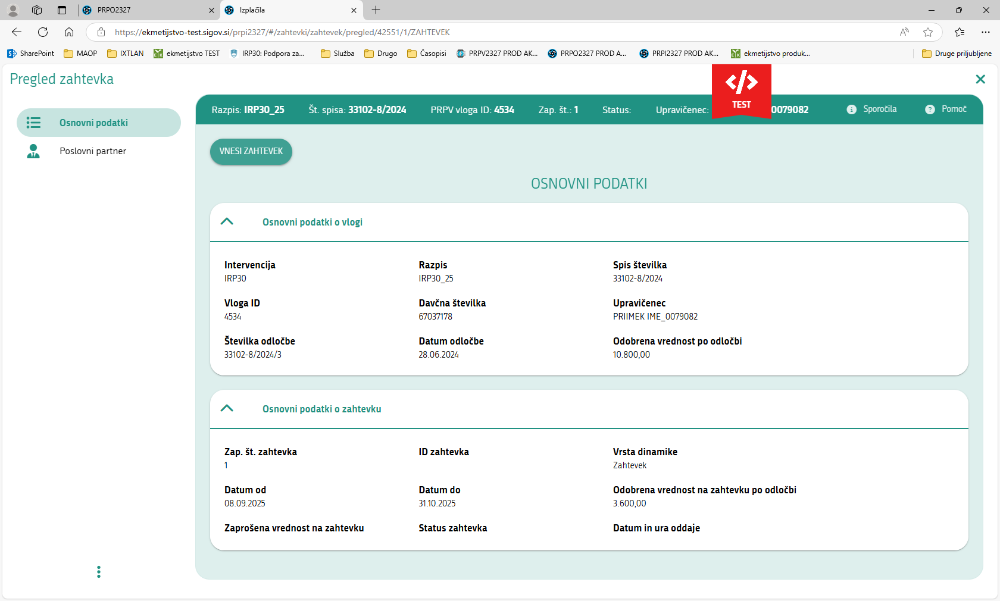 PRPO2327
Izplačila
https://ekmetijstvo-test.sigov.si/prpi2327/#/zahtevki/zahtevek/pregled/42551/1/ZAHTEVEK
SharePoint
MAOP
IXTLAN
ekmetijstvo TEST
IRP30: Podpora za...
Služba
Drugo
Časopisi
PRPV2327 PROD AK...
PRPO2327 PROD A...
PRPI2327 PROD AK...
ekmetijstvo produk...
Druge priljubljene
Pregled zahtevka
Osnovni podatki
Poslovni partner
Razpis: IRP30_25 Št. spisa: 33102-8/2024 PRPV vloga ID: 4534 Zap. št.: 1 Status: Upravičenec: 0079082
TEST
Sporočila
Pomoč
VNESI ZAHTEVEK
OSNOVNI PODATKI
Osnovni podatki o vlogi
Intervencija Razpis Spis številka
IRP30 IRP30_25 33102-8/2024
Vloga ID Davčna številka Upravičenec
4534 67037178 PRIIMEK IME_0079082
Številka odločbe Datum odločbe Odobrena vrednost po odločbi
33102-8/2024/3 28.06.2024 10.800,00
Osnovni podatki o zahtevku
Zap. št. zahtevka ID zahtevka Vrsta dinamike
1 Zahtevek
Datum od Datum do Odobrena vrednost na zahtevku po odločbi
08.09.2025 31.10.2025 3.600,00
Zaprošena vrednost na zahtevku Status zahtevka Datum in ura oddaje